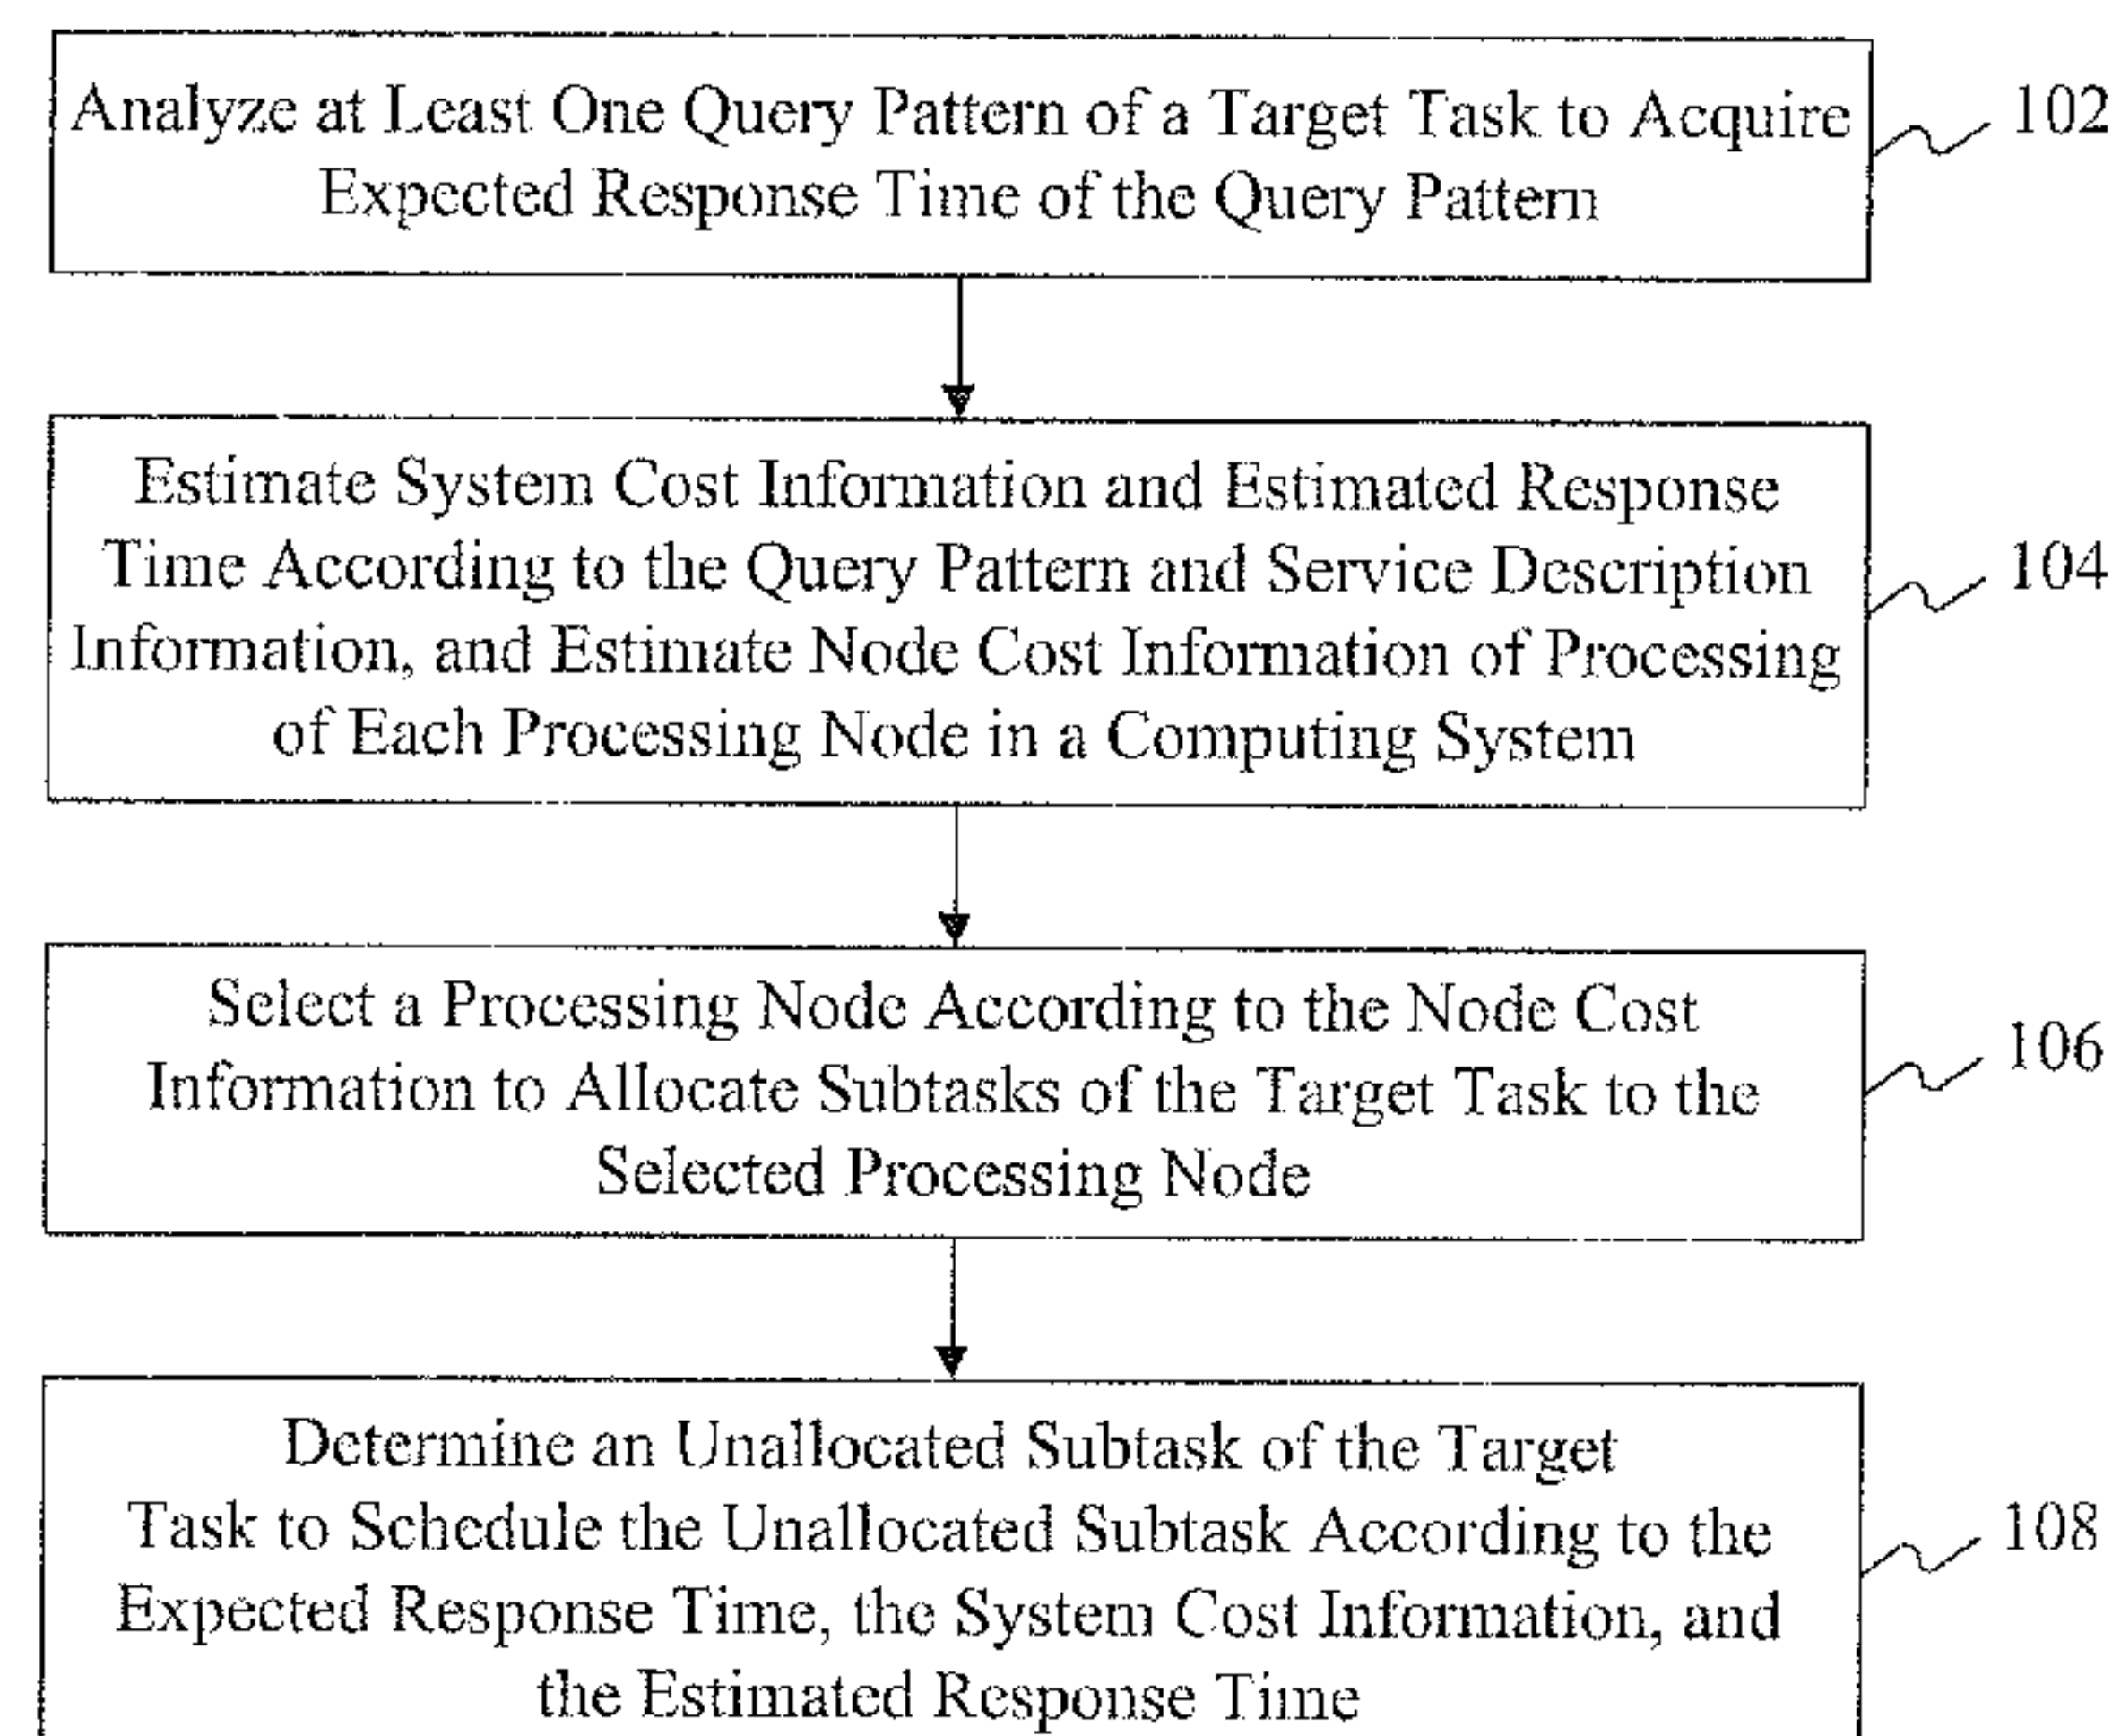 Analyze at Least One Query Pattern of a Target Task to Acquire
Expected Response Time of the Query Pattern
102
Estimate System Cost Information and Estimated Response
Time According to the Query Pattern and Service Description
Information, and Estimate Node Cost Information of Processing
of Each Processing Node in a Computing System
104
Select a Processing Node According to the Node Cost
Information to Allocate Subtasks of the Target Task to the
Selected Processing Node
106
Determine an Unallocated Subtask of the Target
Task to Schedule the Unallocated Subtask According to the
Expected Response Time, the System Cost Information, and
the Estimated Response Time
108